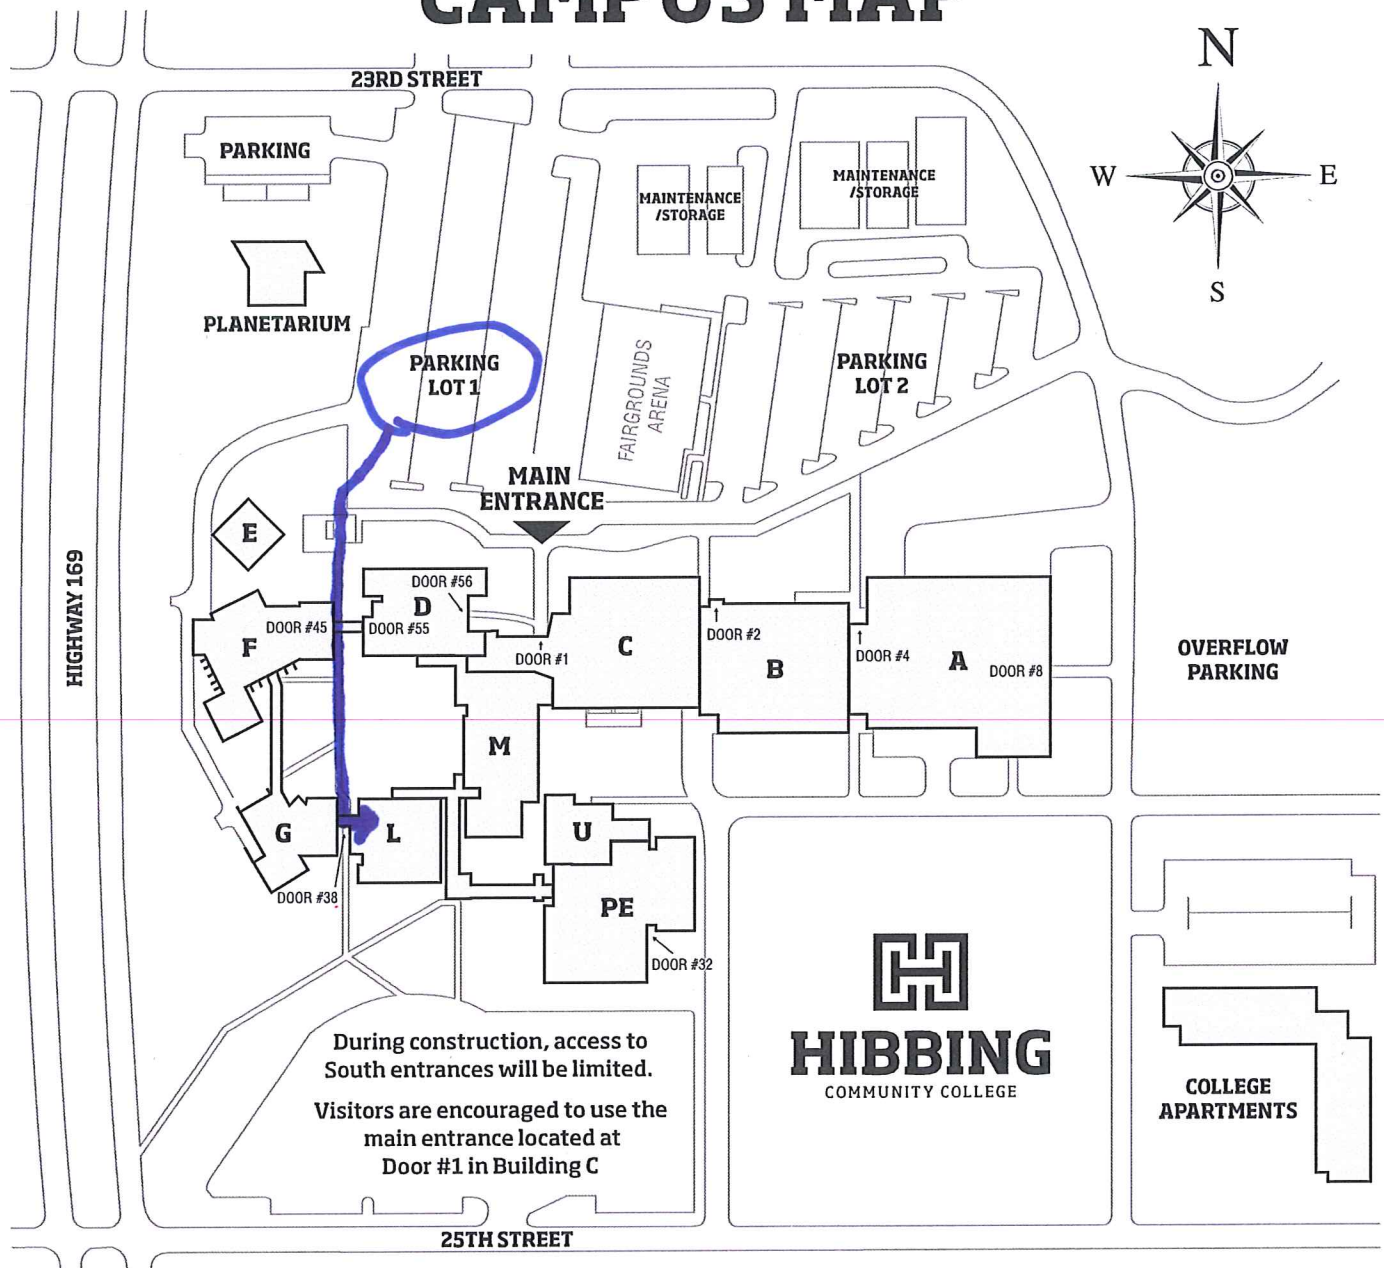 CAMPUS MAP
N
W
E
S
23RD STREET
PARKING
MAINTENANCE
/STORAGE
MAINTENANCE
/STORAGE
PLANETARIUM
PARKING
LOT 1
FAIRGROUNDS
ARENA
PARKING
LOT 2
MAIN
ENTRANCE
E
HIGHWAY 169
DOOR #56
D
DOOR #45
DOOR #55
F
DOOR #1
C
DOOR #2
B
DOOR #4
A
DOOR #8
OVERFLOW
PARKING
M
G
L
U
DOOR #38
PE
DOOR #32
During construction, access to
South entrances will be limited.
Visitors are encouraged to use the
main entrance located at
Door #1 in Building C
HIBBING
COMMUNITY COLLEGE
COLLEGE
APARTMENTS
25TH STREET